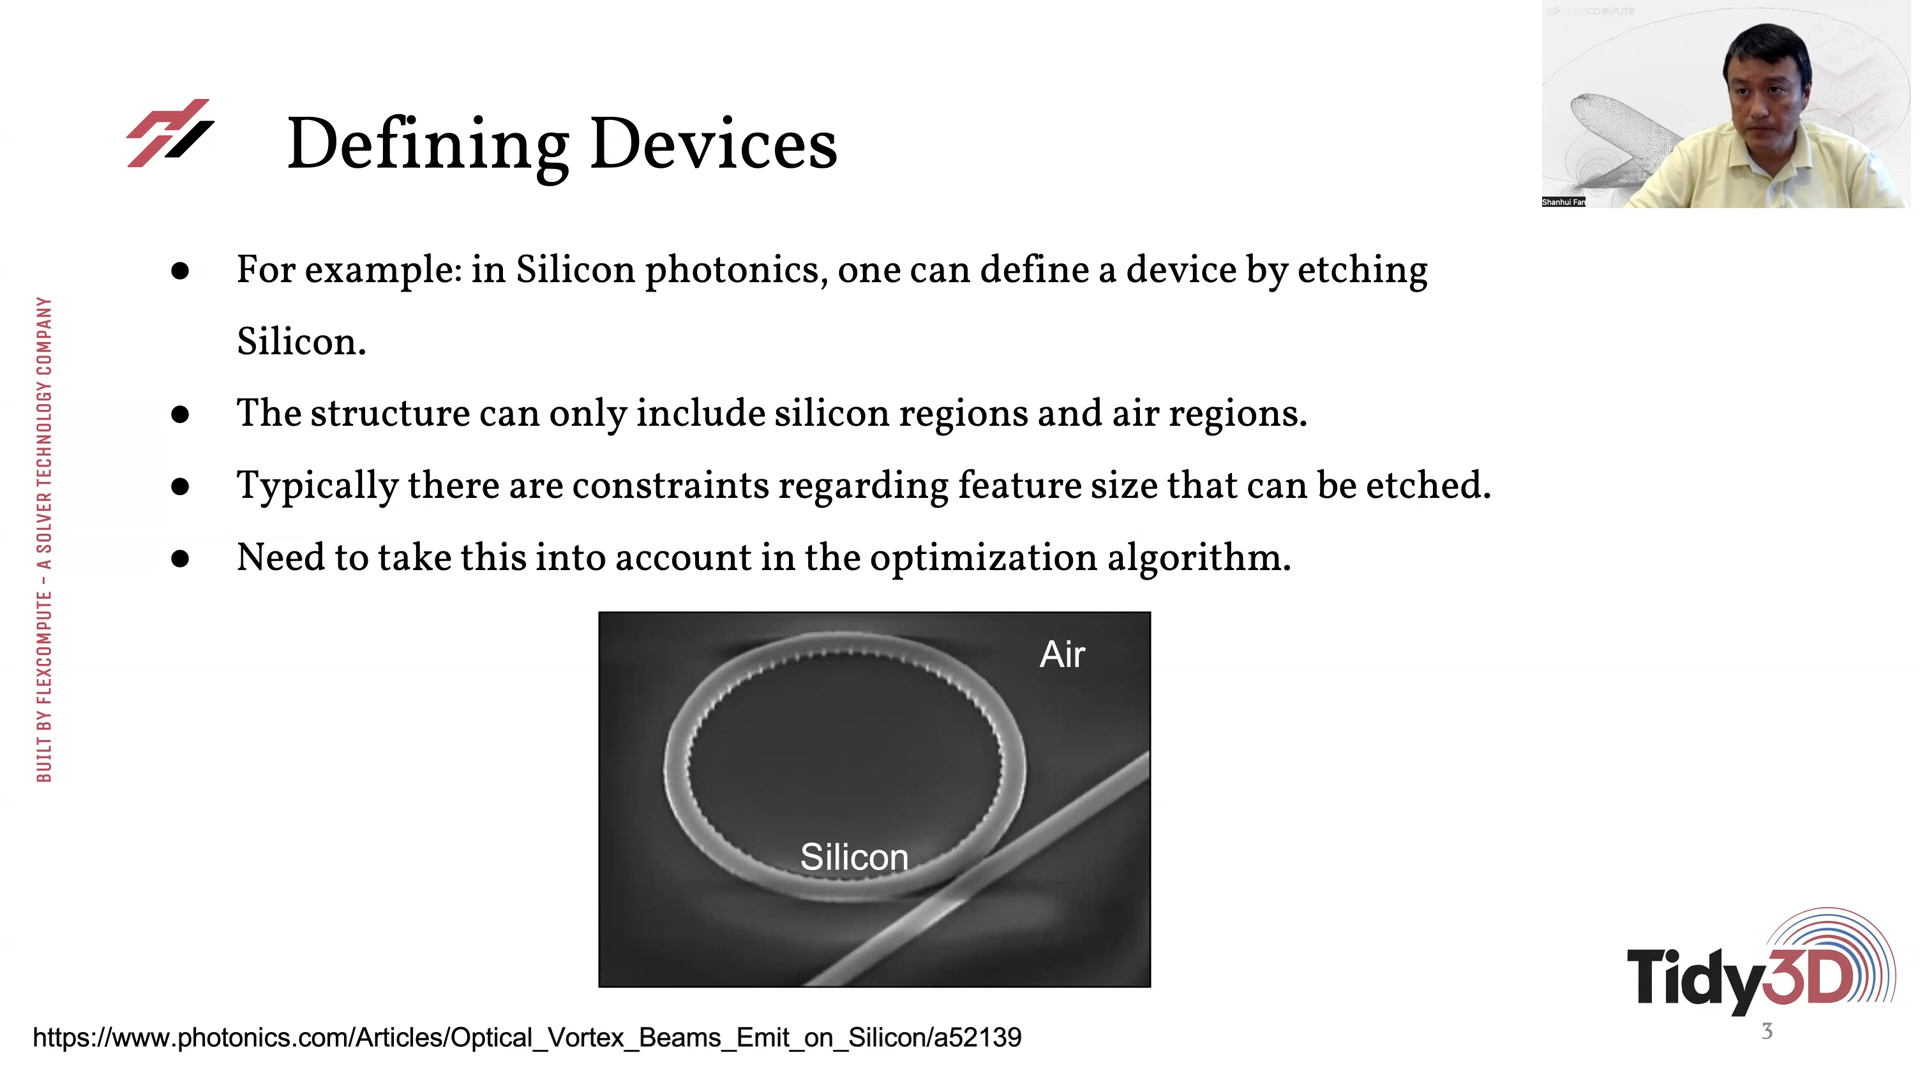 Defining Devices
● For example: in Silicon photonics, one can define a device by etching
Silicon.
● The structure can only include silicon regions and air regions.
● Typically there are constraints regarding feature size that can be etched.
● Need to take this into account in the optimization algorithm.
BUILT BY FLEXCOMPUTE - A SOLVER TECHNOLOGY COMPANY
Air
Silicon
Shanhui Fan
Tidy3D
https://www.photonics.com/Articles/Optical_Vortex_Beams_Emit_on_Silicon/a52139
3